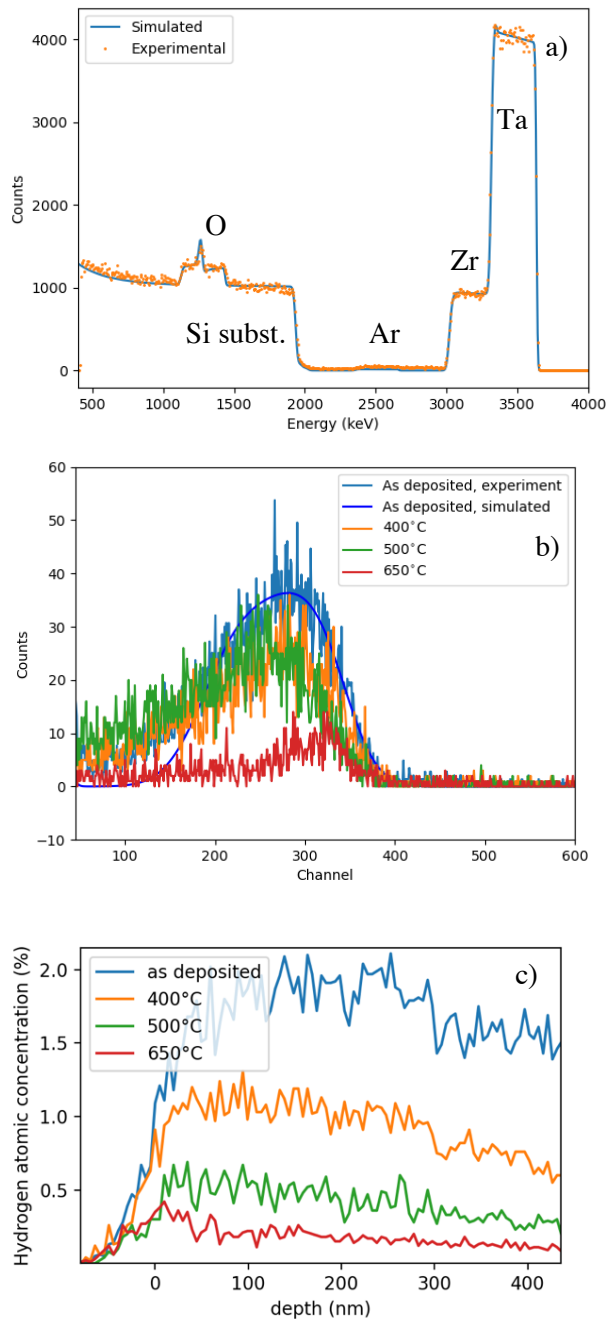 Simulated
Experimental
a)
Ta
O
Zr
Si subst.
Ar
4000
3000
2000
1000
0
Counts
500 1000 1500 2000 2500 3000 3500 4000
Energy (keV)
As deposited, experiment
As deposited, simulated
400°C
500°C
650°C
b)
60
50
40
30
20
10
0
−10
Counts
100 200 300 400 500 600
Channel
as deposited
400°C
500°C
650°C
c)
2.0
1.5
1.0
0.5
Hydrogen atomic concentration (%)
0 100 200 300 400
depth (nm)